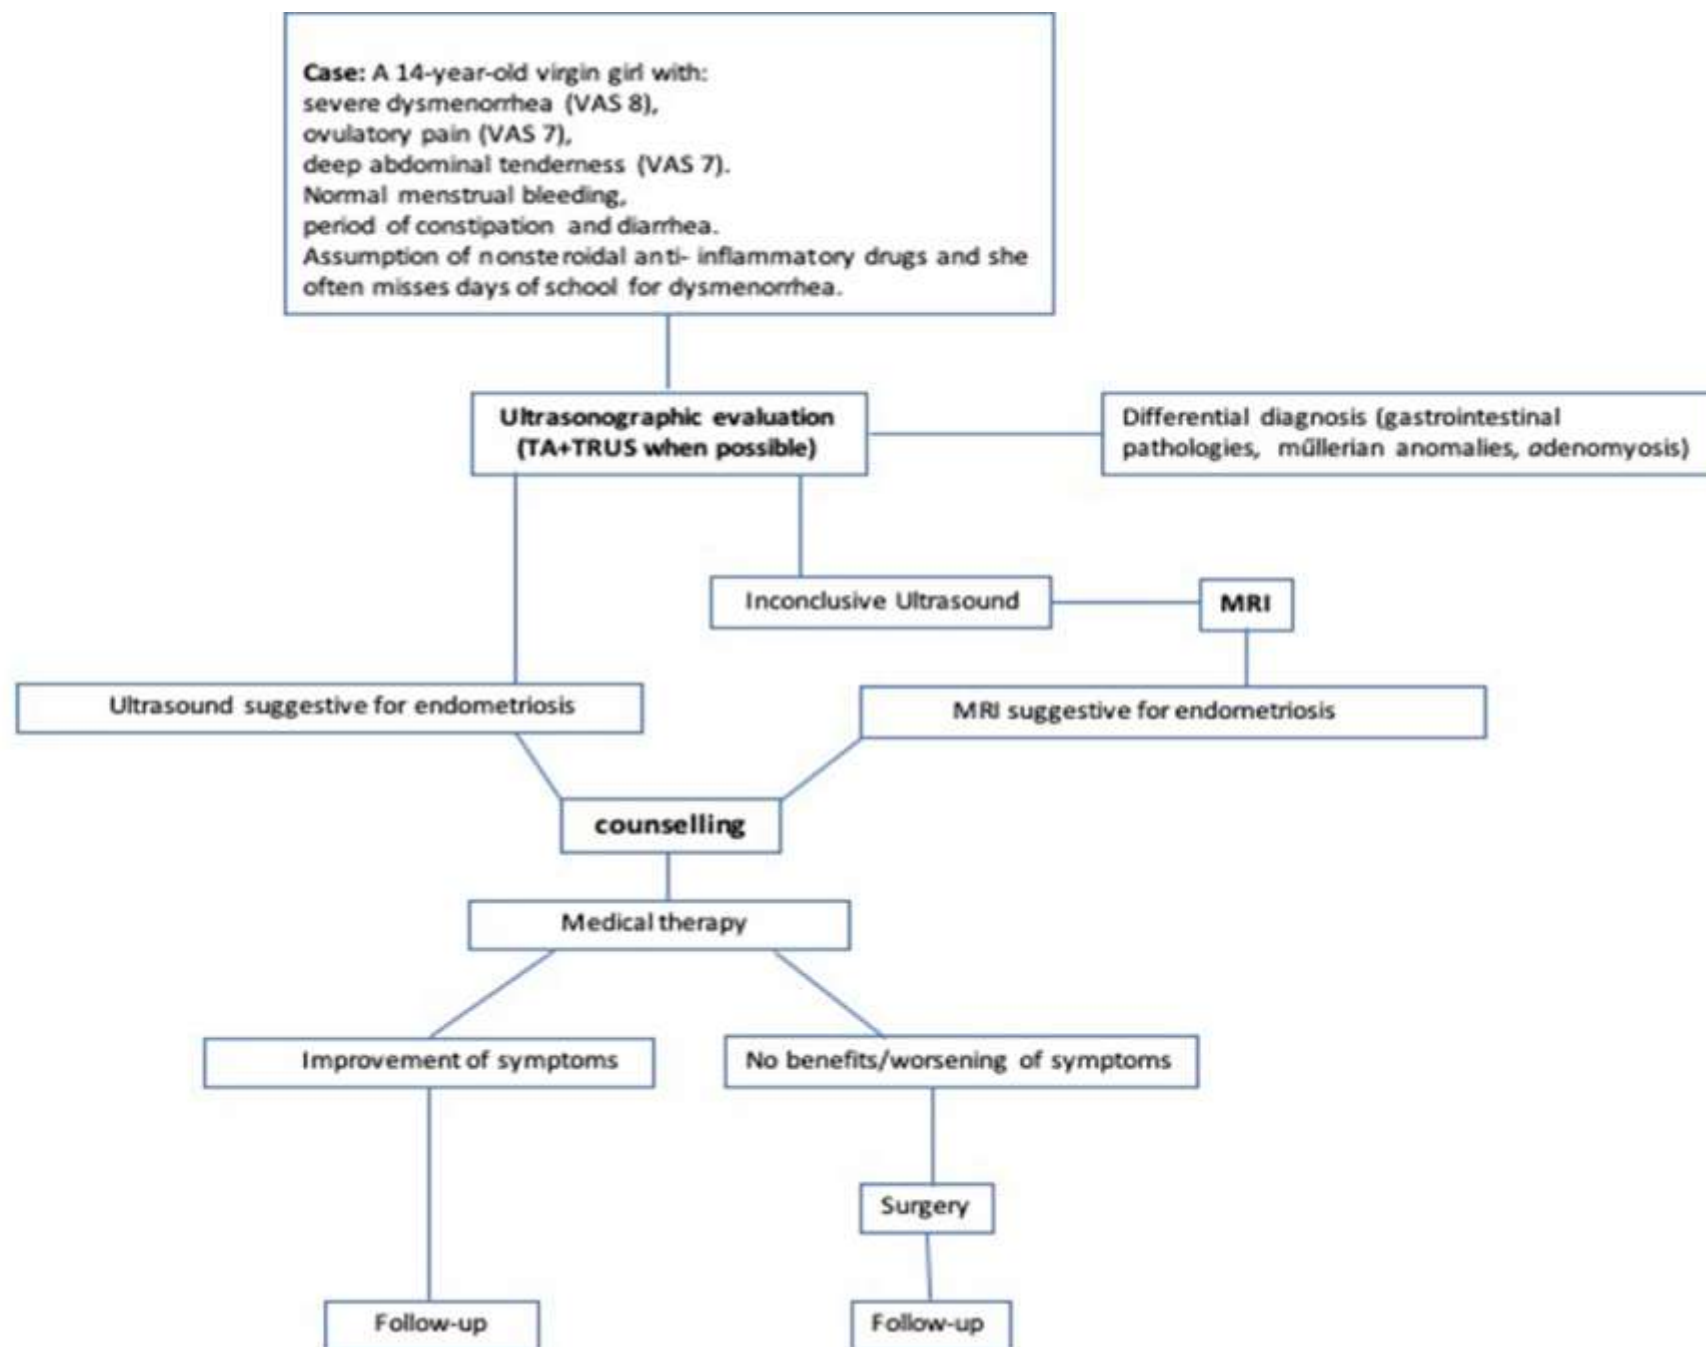 Case: A 14-year-old virgin girl with:
severe dysmenorrhea (VAS 8),
ovulatory pain (VAS 7),
deep abdominal tenderness (VAS 7).
Normal menstrual bleeding,
period of constipation and diarrhea.
Assumption of nonsteroidal anti- inflammatory drugs and she
often misses days of school for dysmenorrhea.
Ultrasonographic evaluation
(TA+TRUS when possible)
Differential diagnosis (gastrointestinal
pathologies, műllerian anomalies, adenomyosis)
Inconclusive Ultrasound
MRI
Ultrasound suggestive for endometriosis
MRI suggestive for endometriosis
counselling
Medical therapy
Improvement of symptoms
No benefits/worsening of symptoms
Surgery
Follow-up
Follow-up